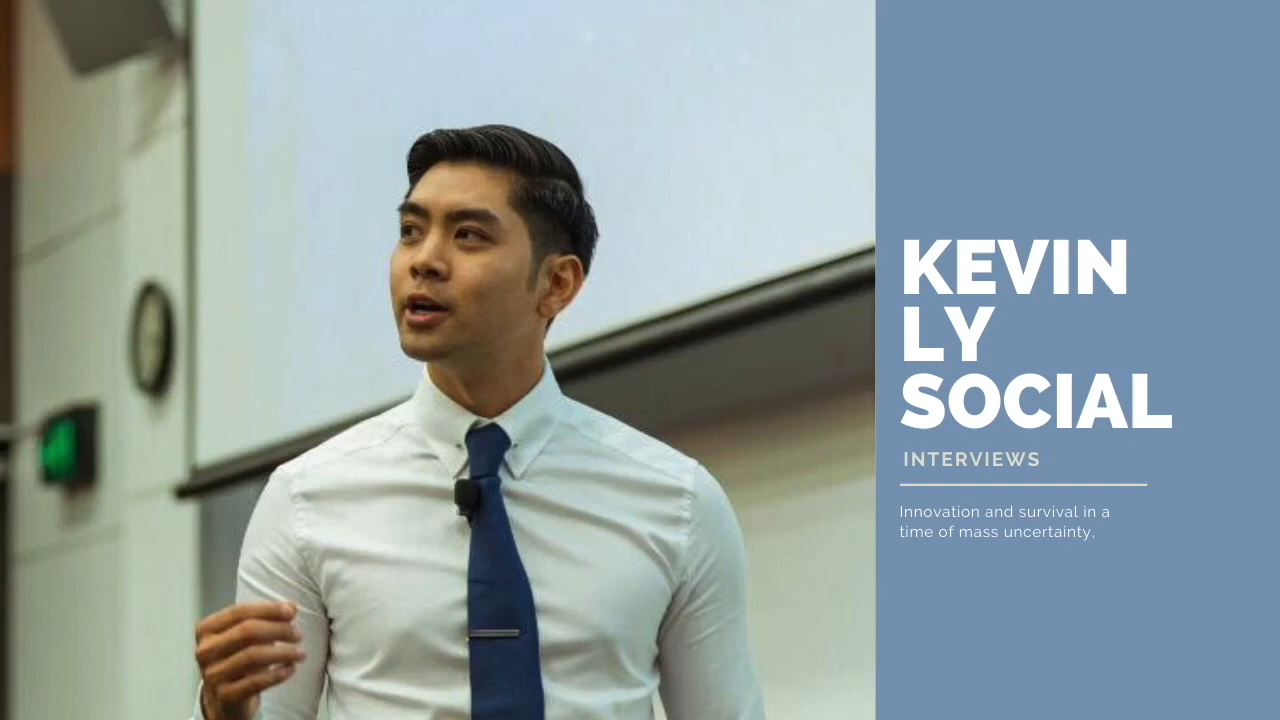 KEVIN
LY
SOCIAL
INTERVIEWS
Innovation and survival in a
time of mass uncertainty,